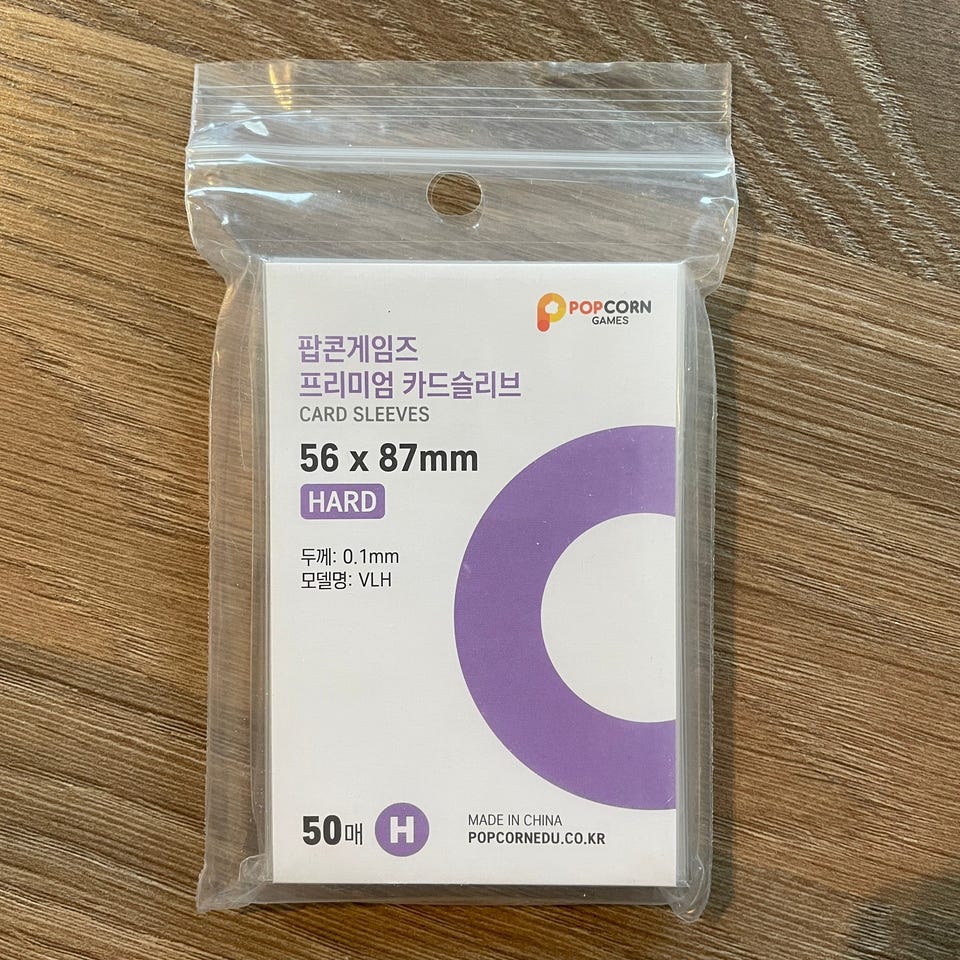 POPCORN
GAMES
팝콘게임즈
프리미엄 카드슬리브
CARD SLEEVES
56 x 87mm
HARD
두께: 0.1mm
모델명: VLH
50매 H
MADE IN CHINA
POPCORNEDU.CO.KR